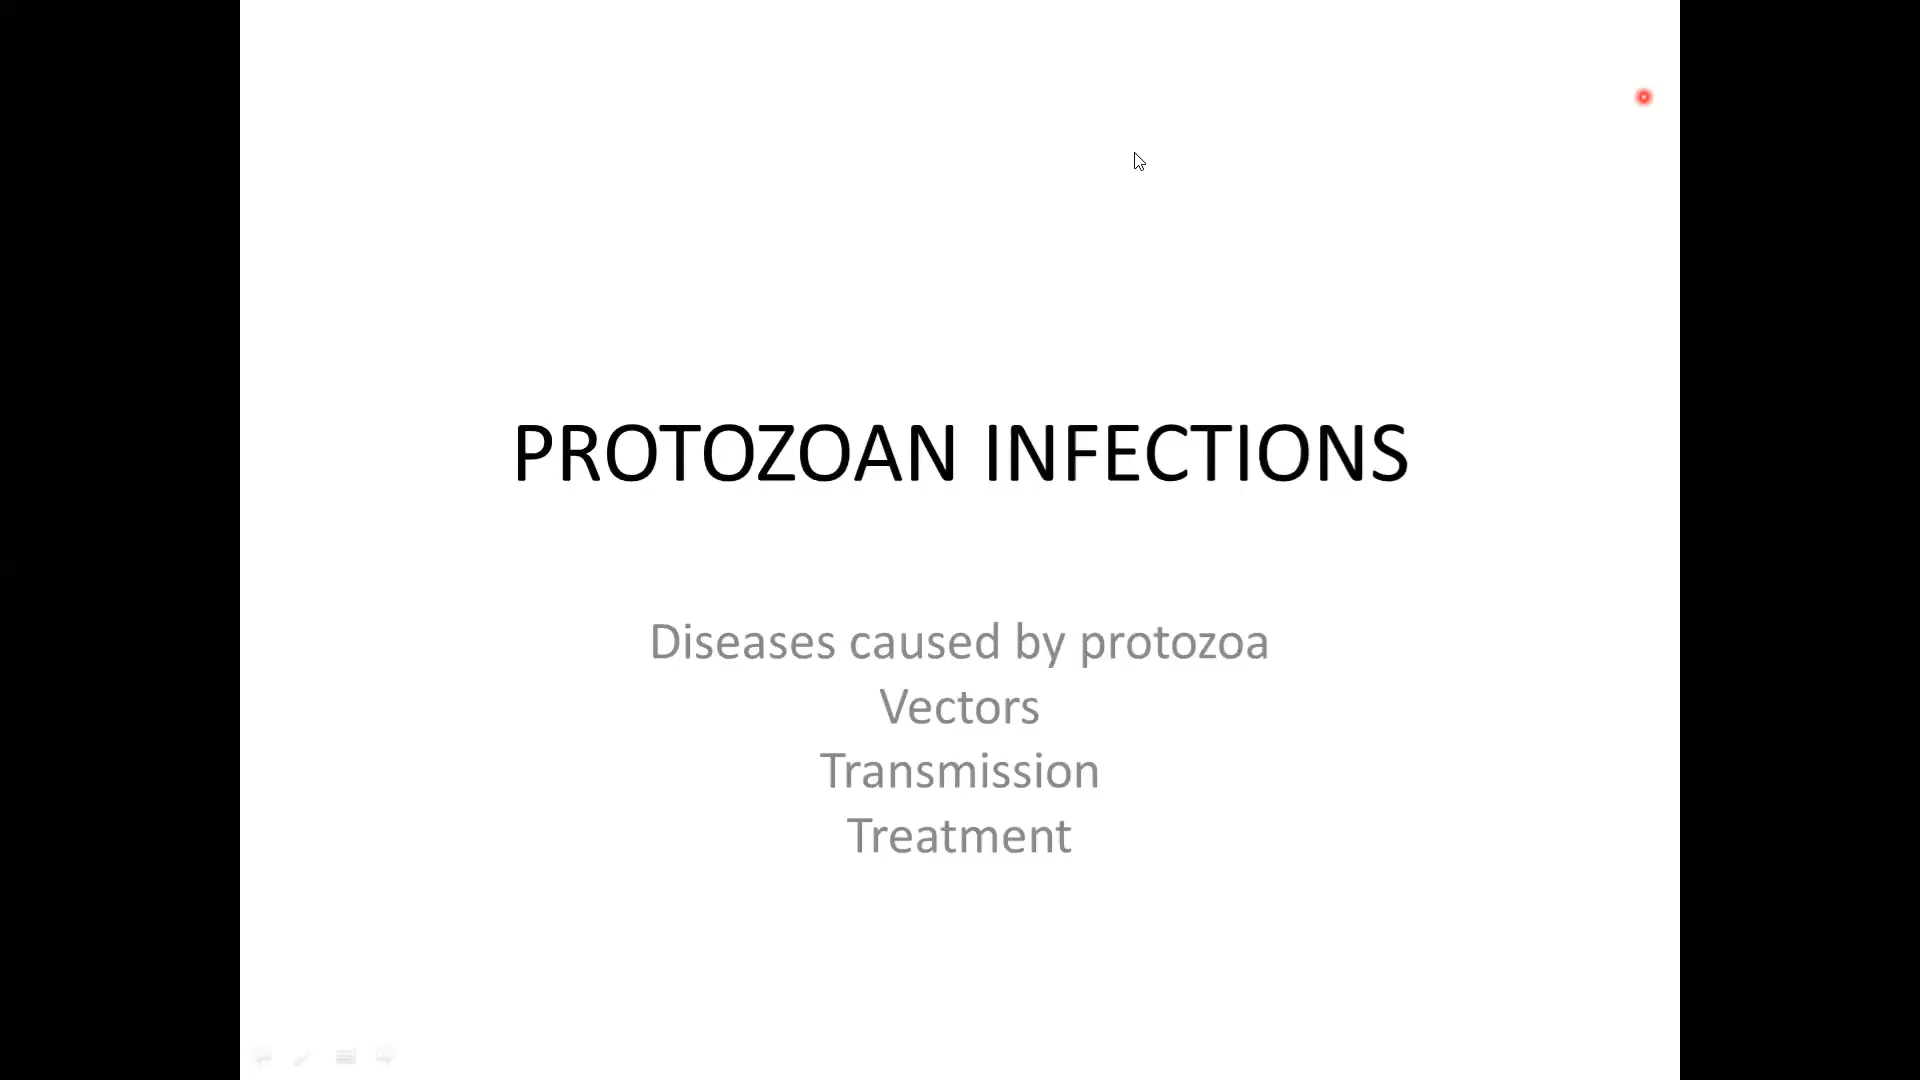 PROTOZOAN INFECTIONS
Diseases caused by protozoa
Vectors
Transmission
Treatment